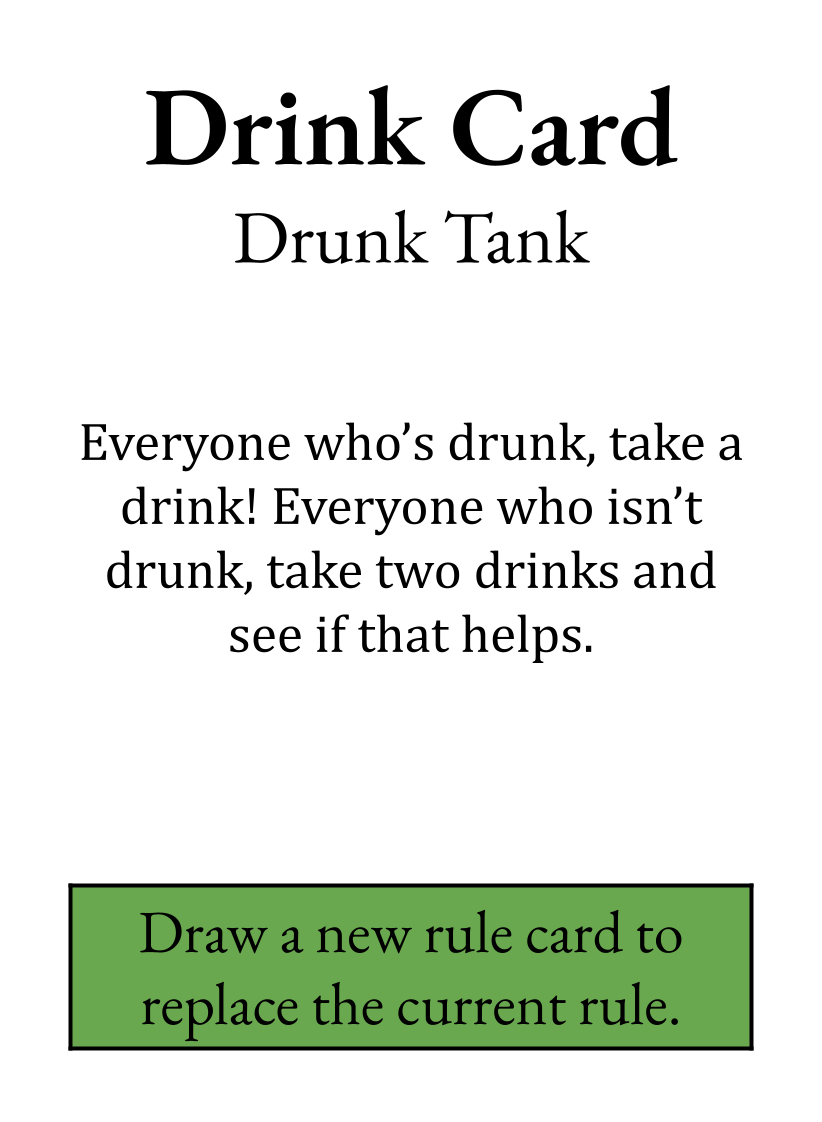 Drink Card
Drunk Tank
Everyone who’s drunk, take a
drink! Everyone who isn’t
drunk, take two drinks and
see if that helps.
Draw a new rule card to
replace the current rule.